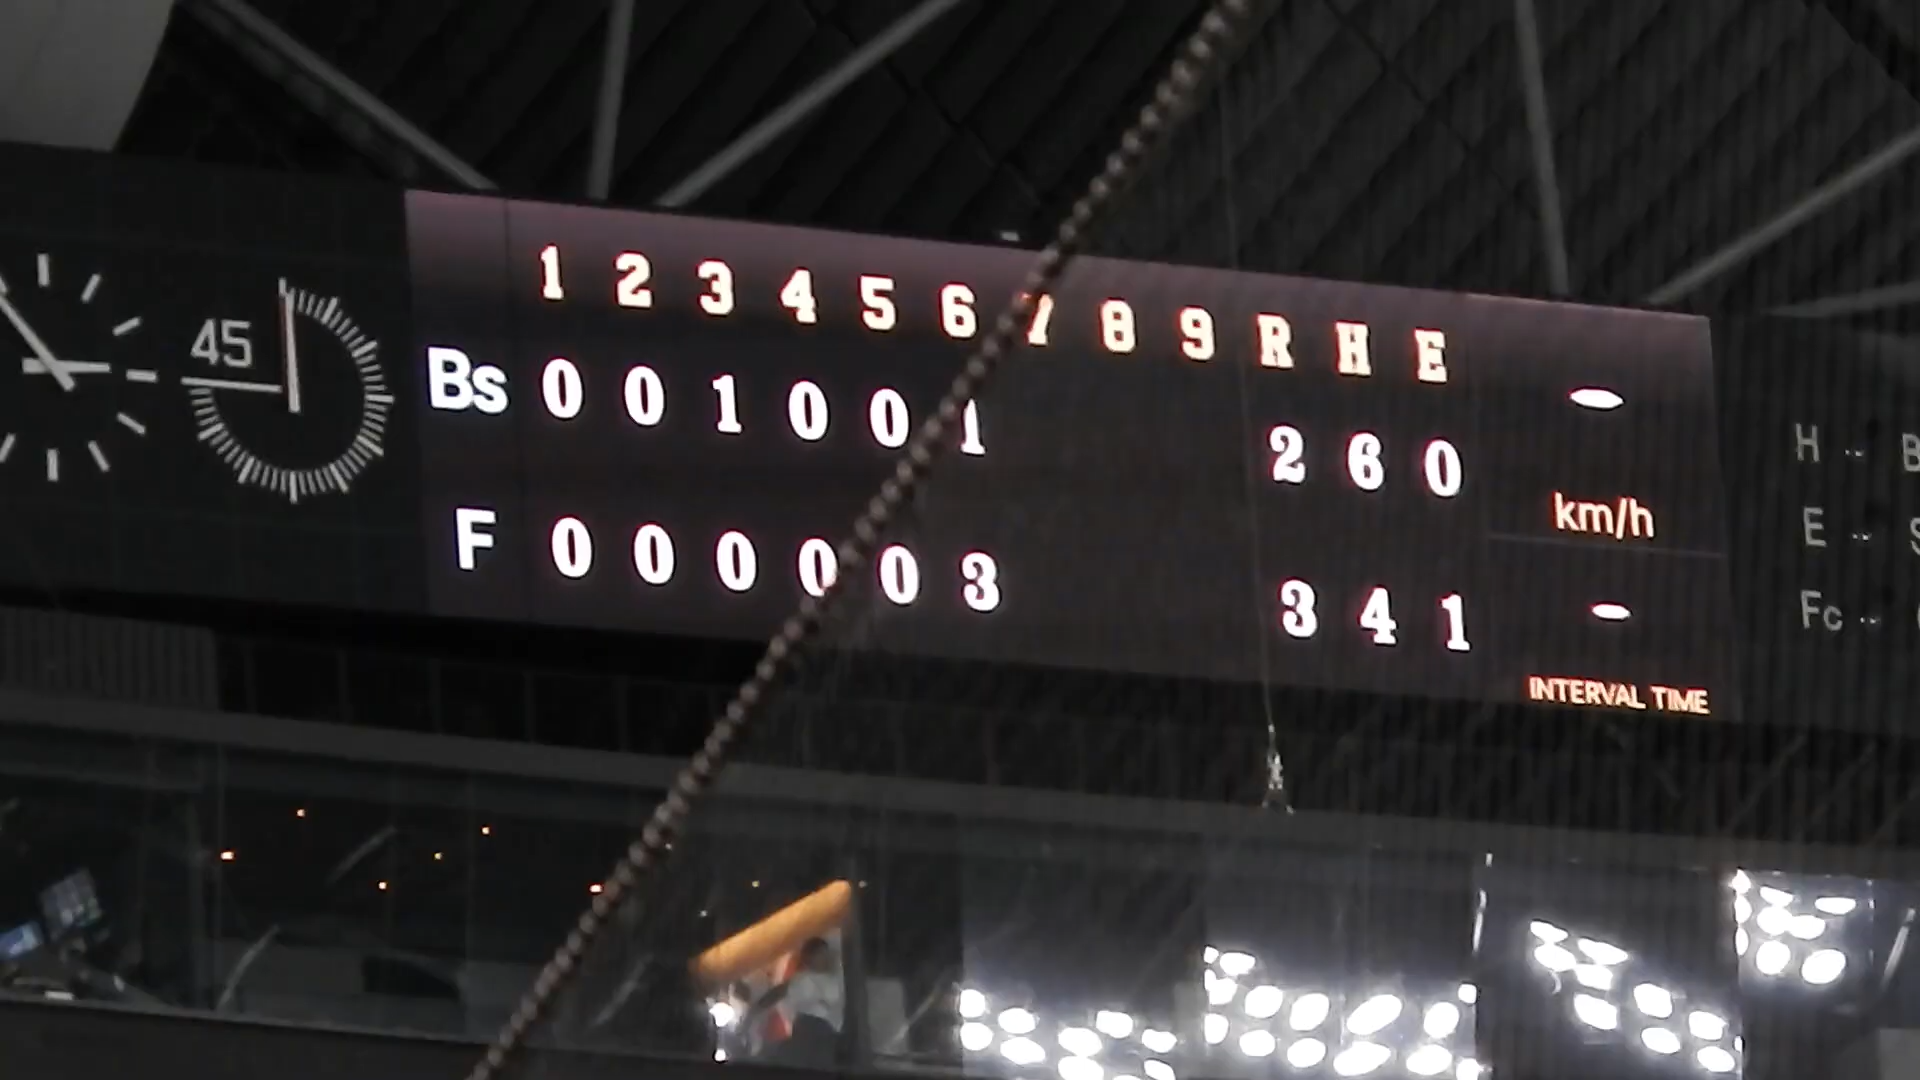 1 2 3 4 5 6 7 8 9 R H E
45
Bs 0 0 1 0 0 1 2 6 0
km/h
F 0 0 0 0 0 3 3 4 1
INTERVAL TIME
H
E
Fc